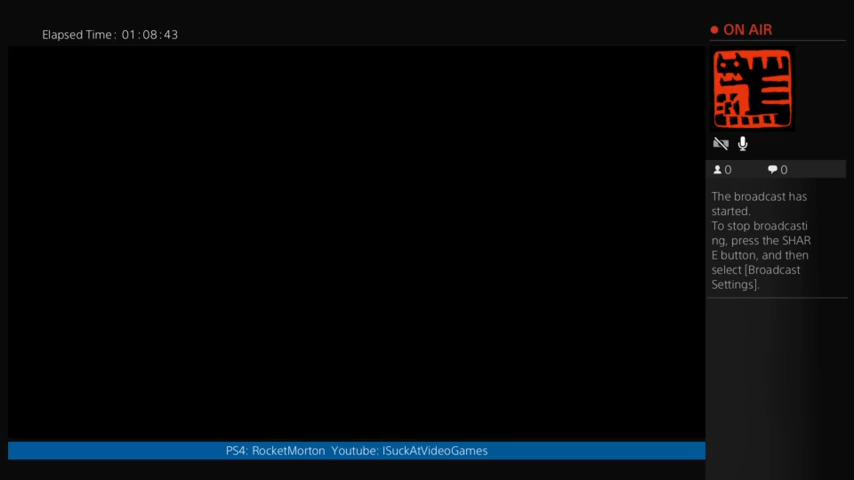 Elapsed Time: 01:08:43
ON AIR
0 0
The broadcast has
started.
To stop broadcasti
ng, press the SHAR
E button, and then
select [Broadcast
Settings].
PS4: RocketMorton Youtube: ISuckAtVideoGames